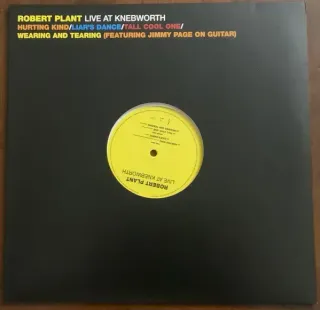 ROBERT PLANT LIVE AT KNEBWORTH
HURTING KIND/LIAR'S DANCE/TALL COOL ONE/
WEARING AND TEARING (FEATURING JIMMY PAGE ON GUITAR)
LIVE AT KNEBWORTH
ROBERT PLANT